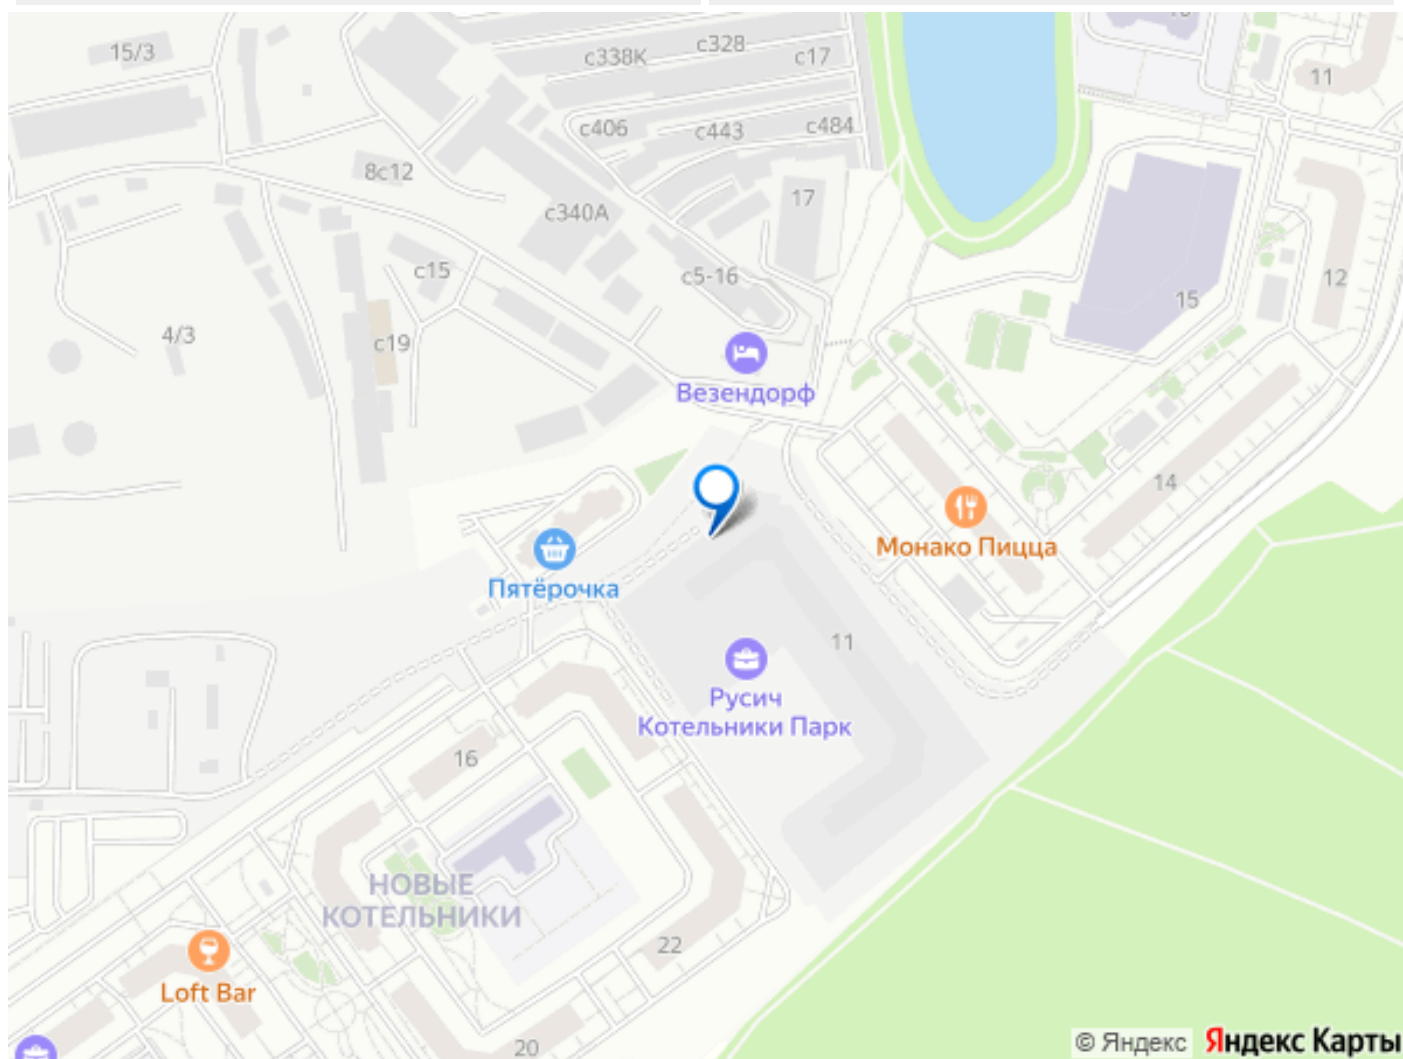 15/3
с338К
с328
с17
11
с406
с443
с484
8с12
17
с340А
с15
с5-16
12
15
4/3
с19
Везендорф
14
Монако Пицца
Пятёрочка
11
Русич
Котельники Парк
16
НОВЫЕ
КОТЕЛЬНИКИ
22
Loft Bar
20
© Яндекс Яндекс Карты